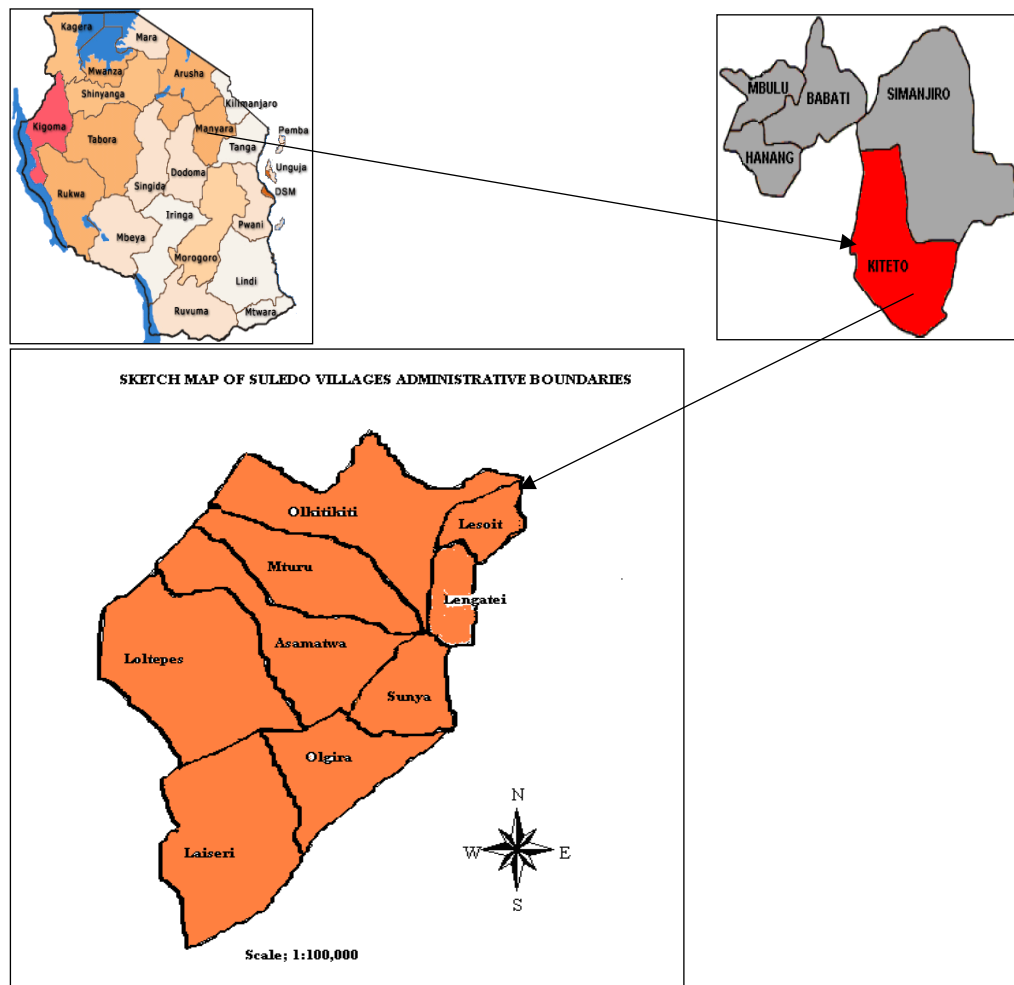 Kagera
Mara
Mwanza
Arusha
Shinyanga
Kilimanjaro
Kigoma
Tabora
Manyara
Pemba
Tanga
Unguja
Dodoma
Singida
DSM
Rukwa
Iringa
Pwani
Mbeya
Morogoro
Lindi
Ruvuma
Mtwara
MBULU
BABATI
SIMANJIRO
HANANG
KITETO
SKETCH MAP OF SULEDO VILLAGES ADMINISTRATIVE BOUNDARIES
Olkitikiti
Lesoit
Mturu
Lengatei
Asamatwa
Loltepes
Sunya
Olgira
Laiseri
N
W
E
S
Scale; 1:100,000